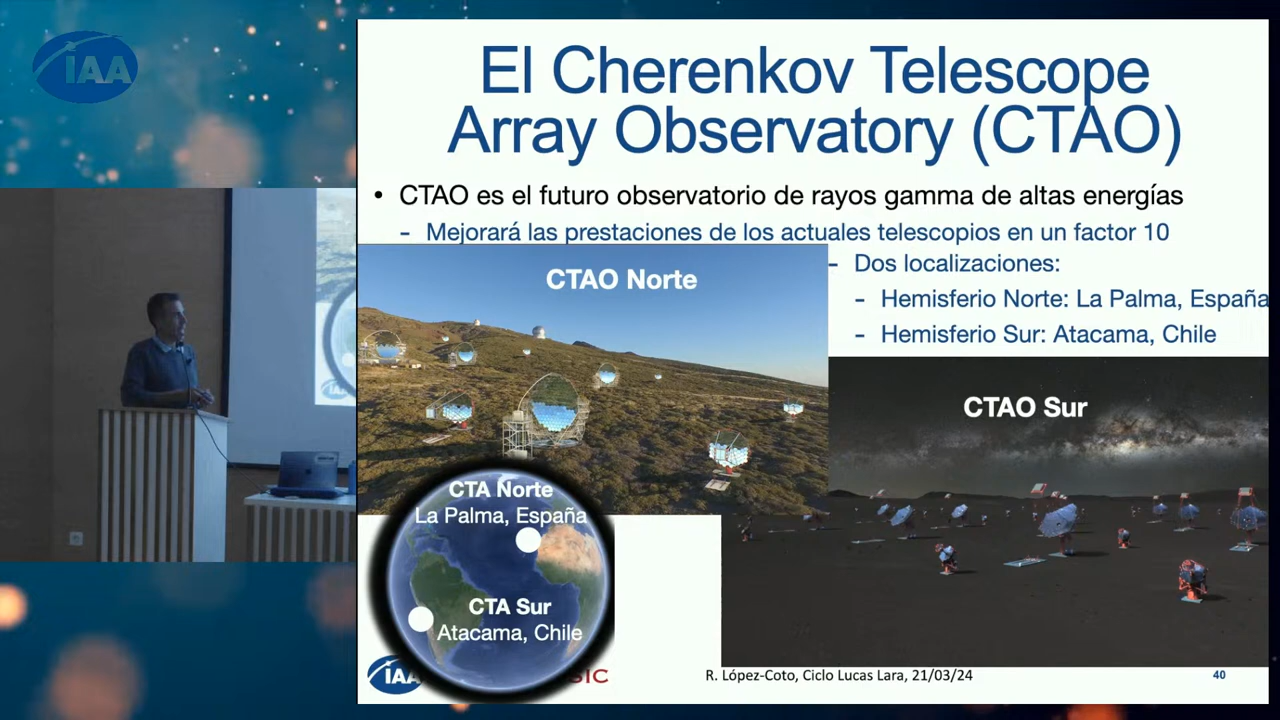 IAA
El Cherenkov Telescope
Array Observatory (CTAO)
• CTAO es el futuro observatorio de rayos gamma de altas energías
- Mejorará las prestaciones de los actuales telescopios en un factor 10
- Dos localizaciones:
- Hemisferio Norte: La Palma, España
- Hemisferio Sur: Atacama, Chile
CTAO Norte
CTAO Sur
CTA Norte
La Palma, España
CTA Sur
Atacama, Chile
IAA
R. López-Coto, Ciclo Lucas Lara, 21/03/24
40